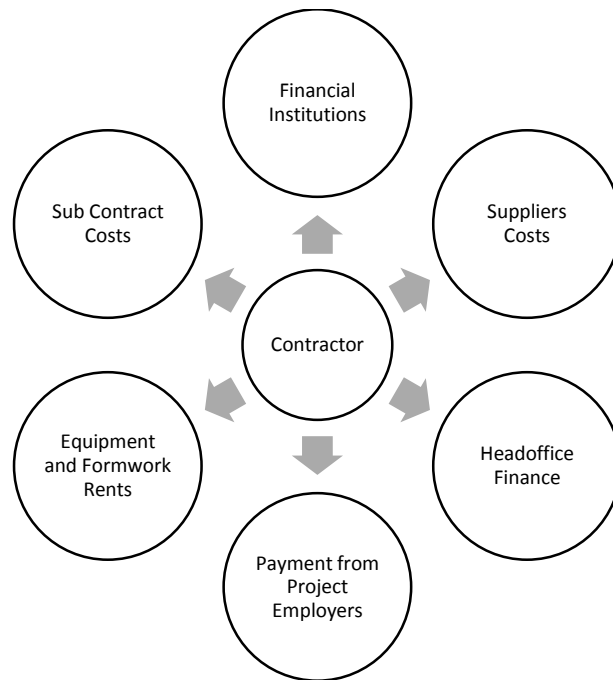 Financial
Institutions
Sub Contract
Costs
Suppliers
Costs
Contractor
Equipment
and Formwork
Rents
Headoffice
Finance
Payment from
Project
Employers